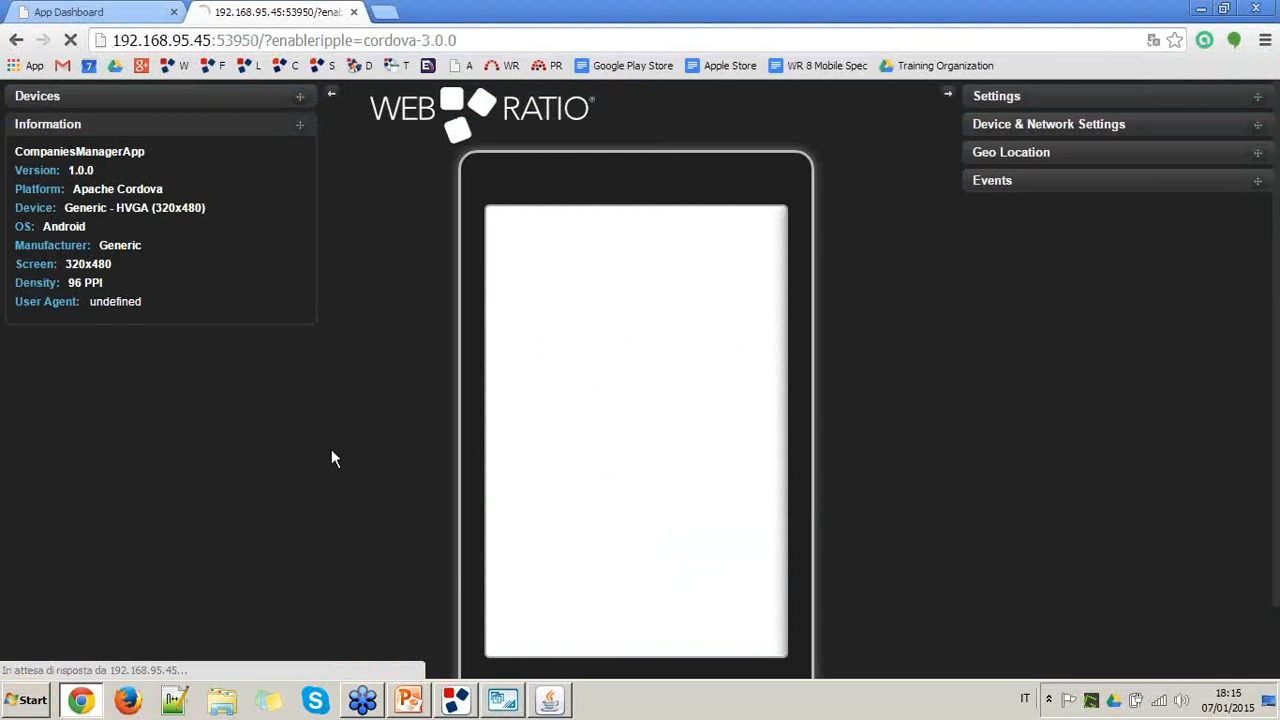 App Dashboard
192.168.95.45:53950/?enab
192.168.95.45:53950/?enableripple=cordova-3.0.0
App
7
W
F
L
C
S
D
T
A
WR
PR
Google Play Store
Apple Store
WR 8 Mobile Spec
Training Organization
Devices
Information
CompaniesManagerApp
Version: 1.0.0
Platform: Apache Cordova
Device: Generic - HVGA (320x480)
OS: Android
Manufacturer: Generic
Screen: 320x480
Density: 96 PPI
User Agent: undefined
WEB RATIO®
Settings
Device & Network Settings
Geo Location
Events
In attesa di risposta da 192.168.95.45...
Start
IT
18:15
07/01/2015